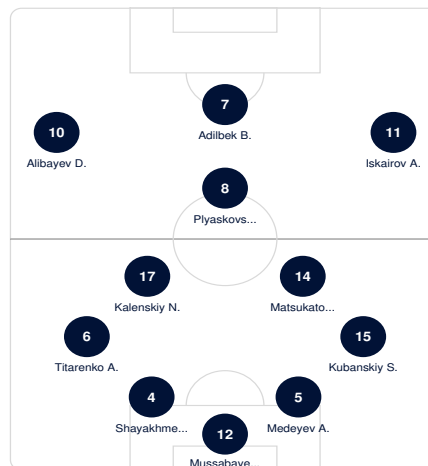 7
Adilbek B.
10
Alibayev D.
11
Iskairov A.
8
Plyaskovs...
17
Kalenskiy N.
14
Matsukato...
6
Titarenko A.
15
Kubanskiy S.
4
Shayakhme...
5
Medeyev A.
12
Mussabaye...